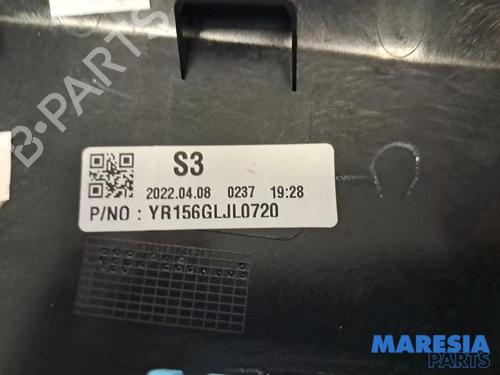 B-PARTS
S3
2022.04.08 0237 19:28
P/NO : YR156GLJL0720
MARESIA
PARTS